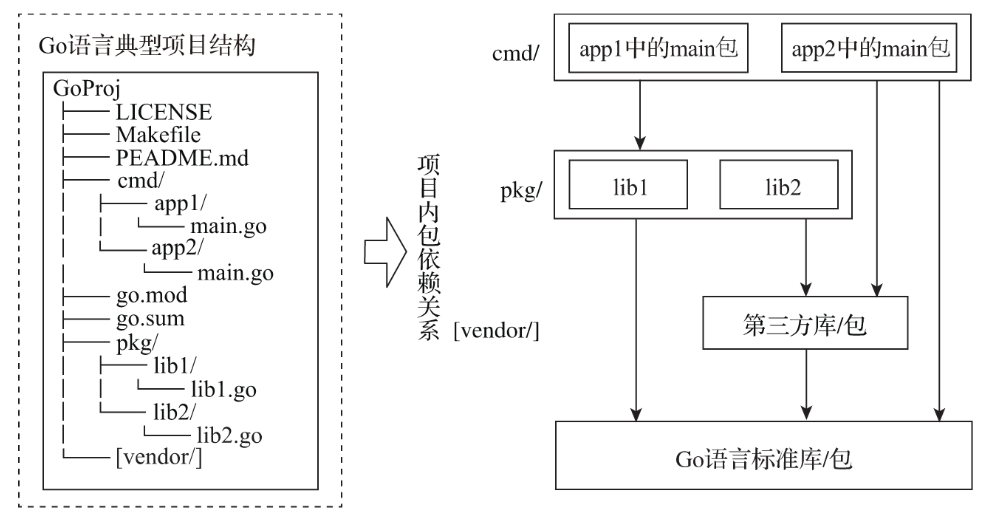 Go语言典型项目结构
GoProj
LICENSE
Makefile
PEADME.md
cmd/
app1/
main.go
app2/
main.go
go.mod
go.sum
pkg/
lib1/
lib1.go
lib2/
lib2.go
[vendor/]
项目内包依赖关系
cmd/
app1中的main包
app2中的main包
pkg/
lib1
lib2
[vendor/]
第三方库/包
Go语言标准库/包